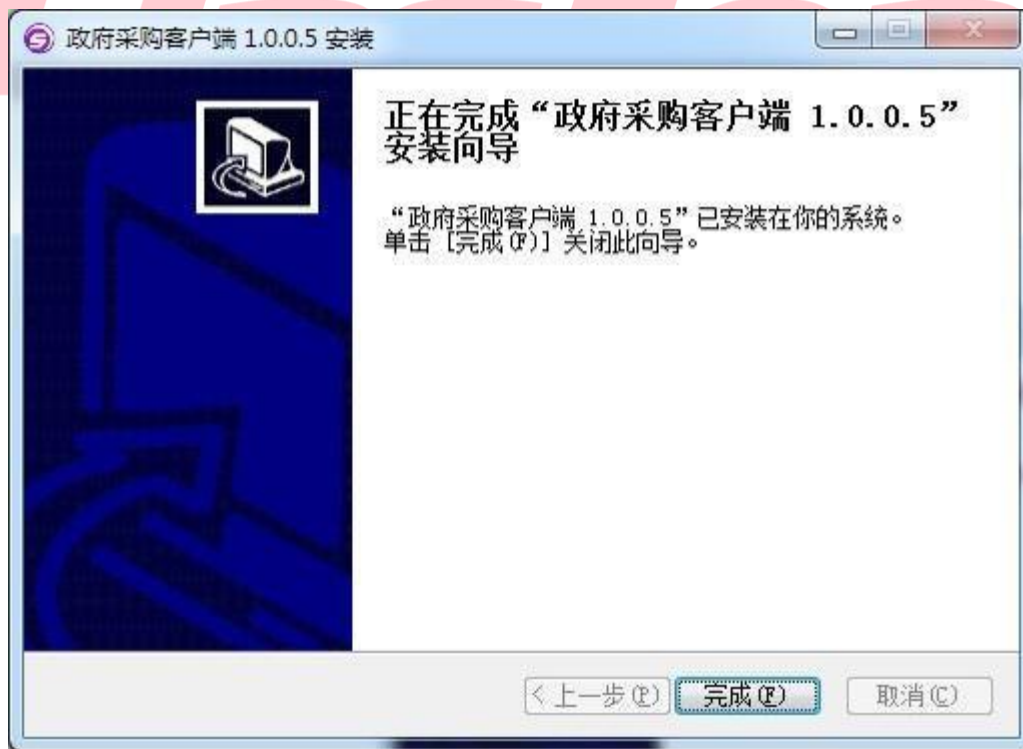 政府采购客户端 1.0.0.5 安装
正在完成“政府采购客户端 1.0.0.5”
安装向导
“政府采购客户端 1.0.0.5”已安装在你的系统。
单击 [完成(F)] 关闭此向导。
< 上一步(P) 完成(F) 取消(C)